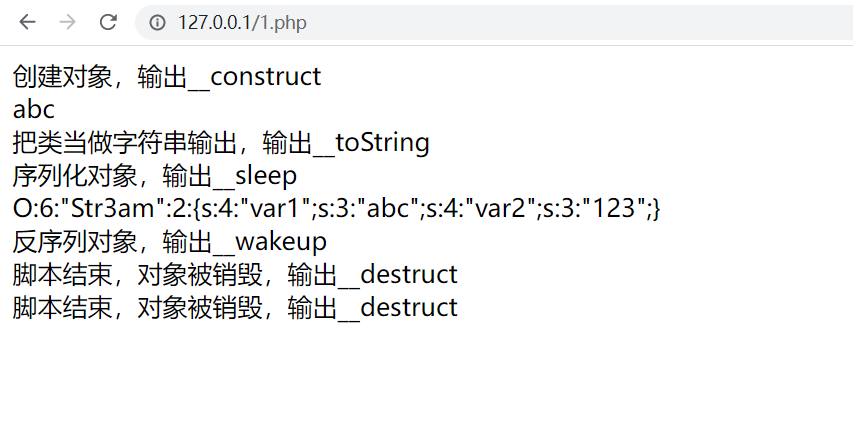 127.0.0.1/1.php
创建对象，输出__construct
abc
把类当做字符串输出，输出__toString
序列化对象，输出__sleep
O:6:"Str3am":2:{s:4:"var1";s:3:"abc";s:4:"var2";s:3:"123";}
反序列对象，输出__wakeup
脚本结束，对象被销毁，输出__destruct
脚本结束，对象被销毁，输出__destruct